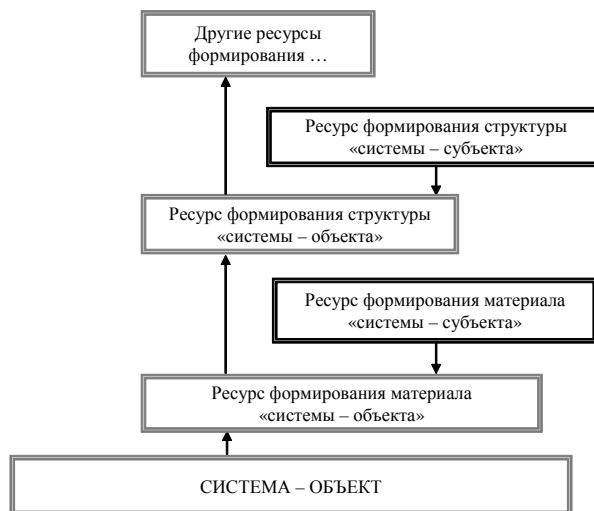 Другие ресурсы
формирования …
Ресурс формирования структуры
«системы – субъекта»
Ресурс формирования структуры
«системы – объекта»
Ресурс формирования материала
«системы – субъекта»
Ресурс формирования материала
«системы – объекта»
СИСТЕМА – ОБЪЕКТ